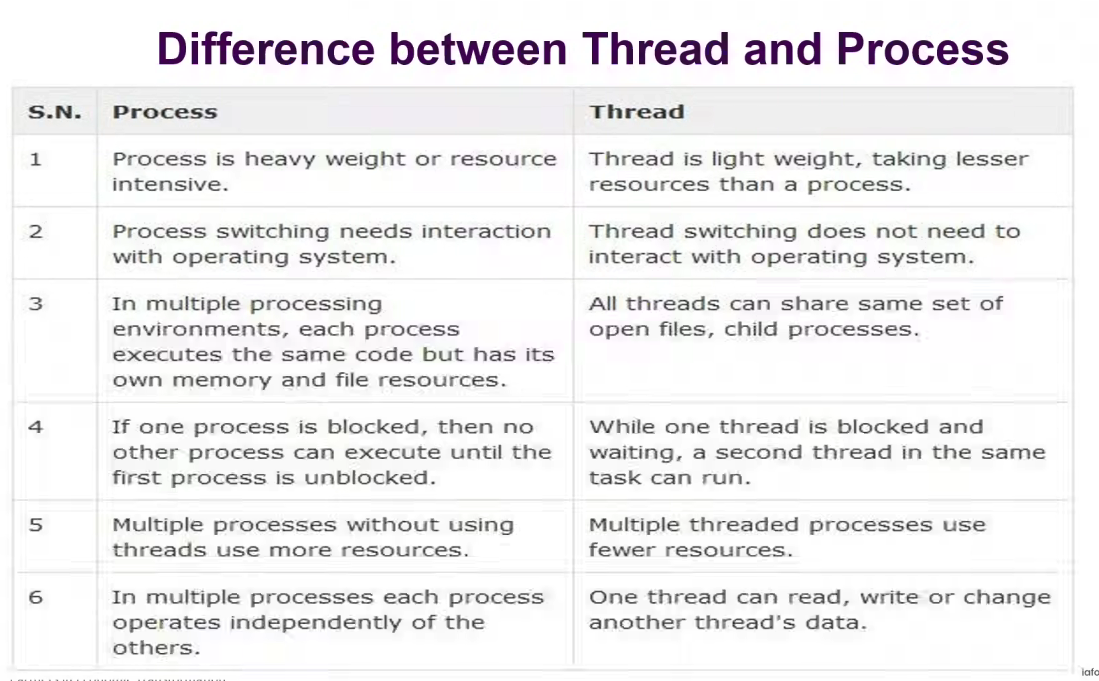 Difference between Thread and Process
S.N. Process Thread
1 Process is heavy weight or resource Thread is light weight, taking lesser
intensive. resources than a process.
2 Process switching needs interaction Thread switching does not need to
with operating system. interact with operating system.
3 In multiple processing All threads can share same set of
environments, each process open files, child processes.
executes the same code but has its
own memory and file resources.
4 If one process is blocked, then no While one thread is blocked and
other process can execute until the waiting, a second thread in the same
first process is unblocked. task can run.
5 Multiple processes without using Multiple threaded processes use
threads use more resources. fewer resources.
6 In multiple processes each process One thread can read, write or change
operates independently of the another thread's data.
others.